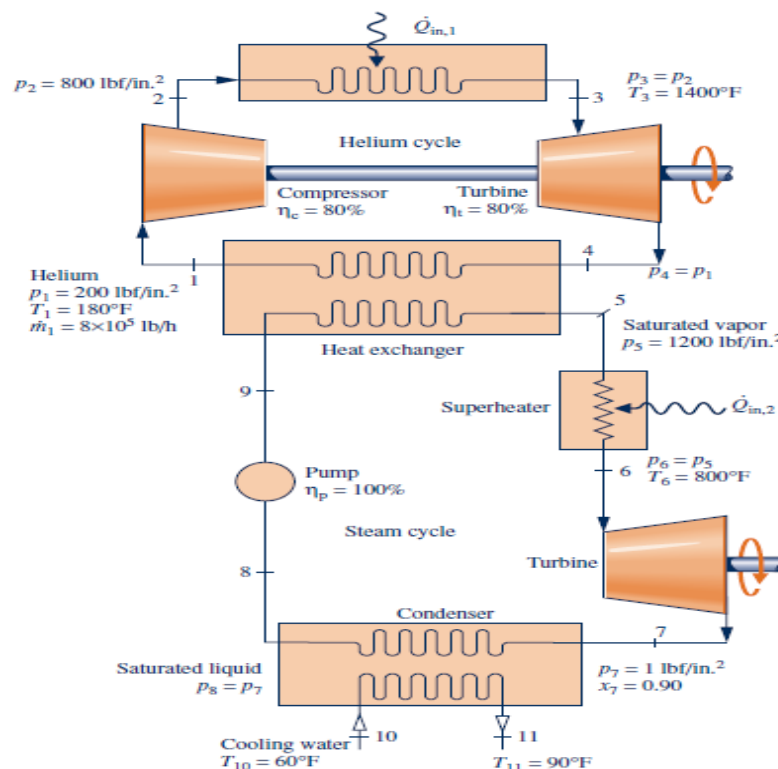 Q̇in,1
p2 = 800 lbf/in.²
2
3
p3 = p2
T3 = 1400°F
Helium cycle
Compressor
ηc = 80%
Turbine
ηt = 80%
Helium
p1 = 200 lbf/in.²
T1 = 180°F
ṁ1 = 8×10⁵ lb/h
1
4
p4 = p1
5
Heat exchanger
Saturated vapor
p5 = 1200 lbf/in.²
9
Superheater
Q̇in,2
Pump
ηp = 100%
6
p6 = p5
T6 = 800°F
Steam cycle
Turbine
8
Condenser
7
Saturated liquid
p8 = p7
p7 = 1 lbf/in.²
x7 = 0.90
10
11
Cooling water
T10 = 60°F
T11 = 90°F